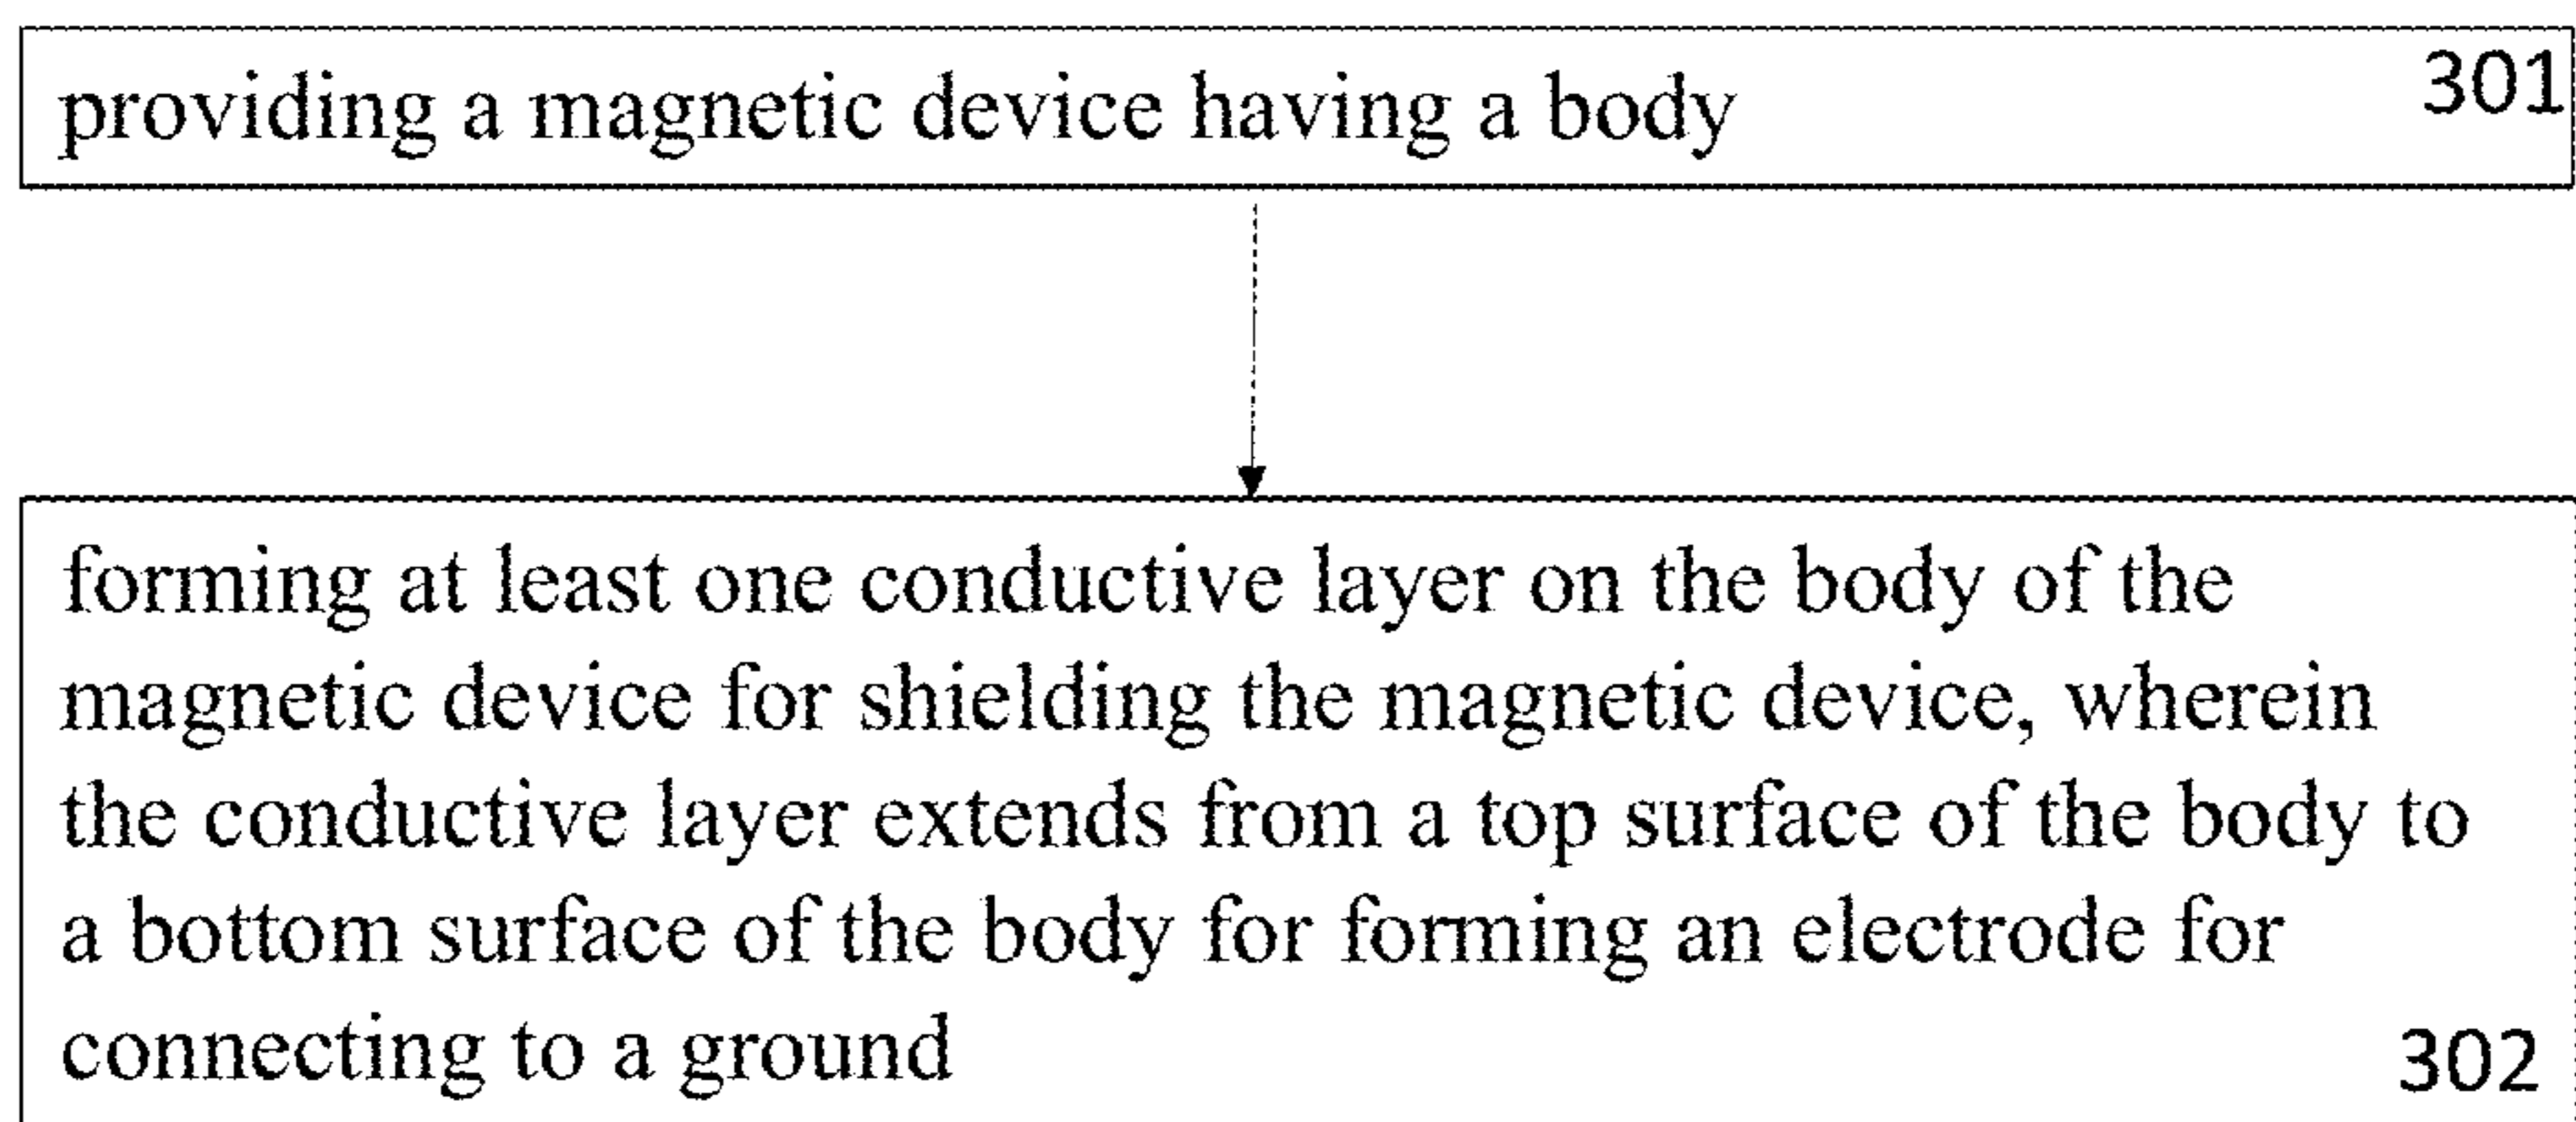 providing a magnetic device having a body 301
forming at least one conductive layer on the body of the
magnetic device for shielding the magnetic device, wherein
the conductive layer extends from a top surface of the body to
a bottom surface of the body for forming an electrode for
connecting to a ground 302